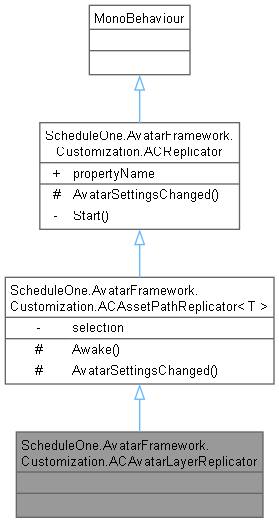 MonoBehaviour
ScheduleOne.AvatarFramework.
Customization.ACReplicator
+ propertyName
# AvatarSettingsChanged()
- Start()
ScheduleOne.AvatarFramework.
Customization.ACAssetPathReplicator< T >
- selection
# Awake()
# AvatarSettingsChanged()
ScheduleOne.AvatarFramework.
Customization.ACAvatarLayerReplicator